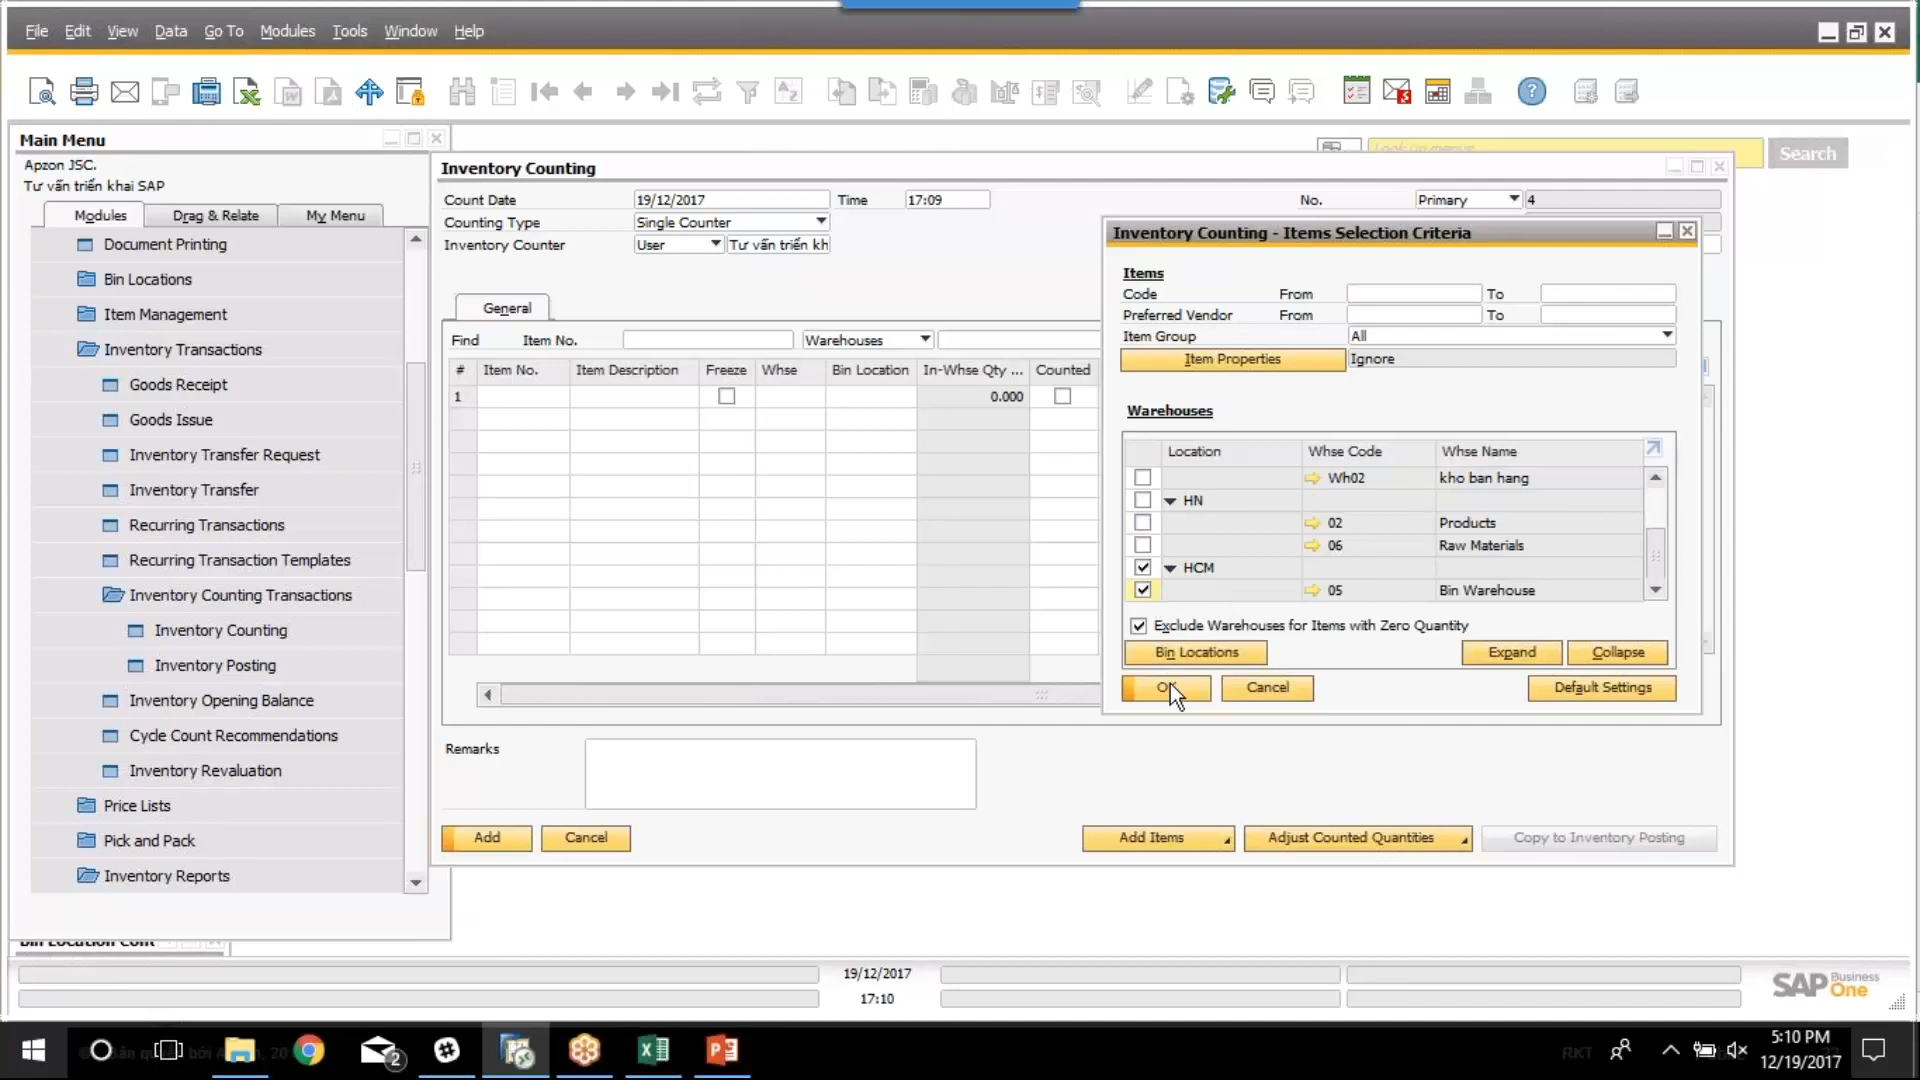 File Edit View Data Go To Modules Tools Window Help
Main Menu
Apzon JSC.
Tư vấn triển khai SAP
Modules Drag & Relate My Menu
Document Printing
Bin Locations
Item Management
Inventory Transactions
Goods Receipt
Goods Issue
Inventory Transfer Request
Inventory Transfer
Recurring Transactions
Recurring Transaction Templates
Inventory Counting Transactions
Inventory Counting
Inventory Posting
Inventory Opening Balance
Cycle Count Recommendations
Inventory Revaluation
Price Lists
Pick and Pack
Inventory Reports
Search
Inventory Counting
Count Date 19/12/2017 Time 17:09 No. Primary 4
Counting Type Single Counter
Inventory Counter User Tư vấn triển kh
General
Find Item No. Warehouses
# Item No. Item Description Freeze Whse Bin Location In-Whse Qty ... Counted
1 0.000
Remarks
Add Cancel Add Items Adjust Counted Quantities Copy to Inventory Posting
Inventory Counting - Items Selection Criteria
Items
Code From To
Preferred Vendor From To
Item Group All
Item Properties Ignore
Warehouses
Location Whse Code Whse Name
Wh02 kho ban hang
HN
02 Products
06 Raw Materials
HCM
05 Bin Warehouse
Exclude Warehouses for Items with Zero Quantity
Bin Locations Expand Collapse
OK Cancel Default Settings
19/12/2017
17:10
SAP Business One
2
5:10 PM
12/19/2017